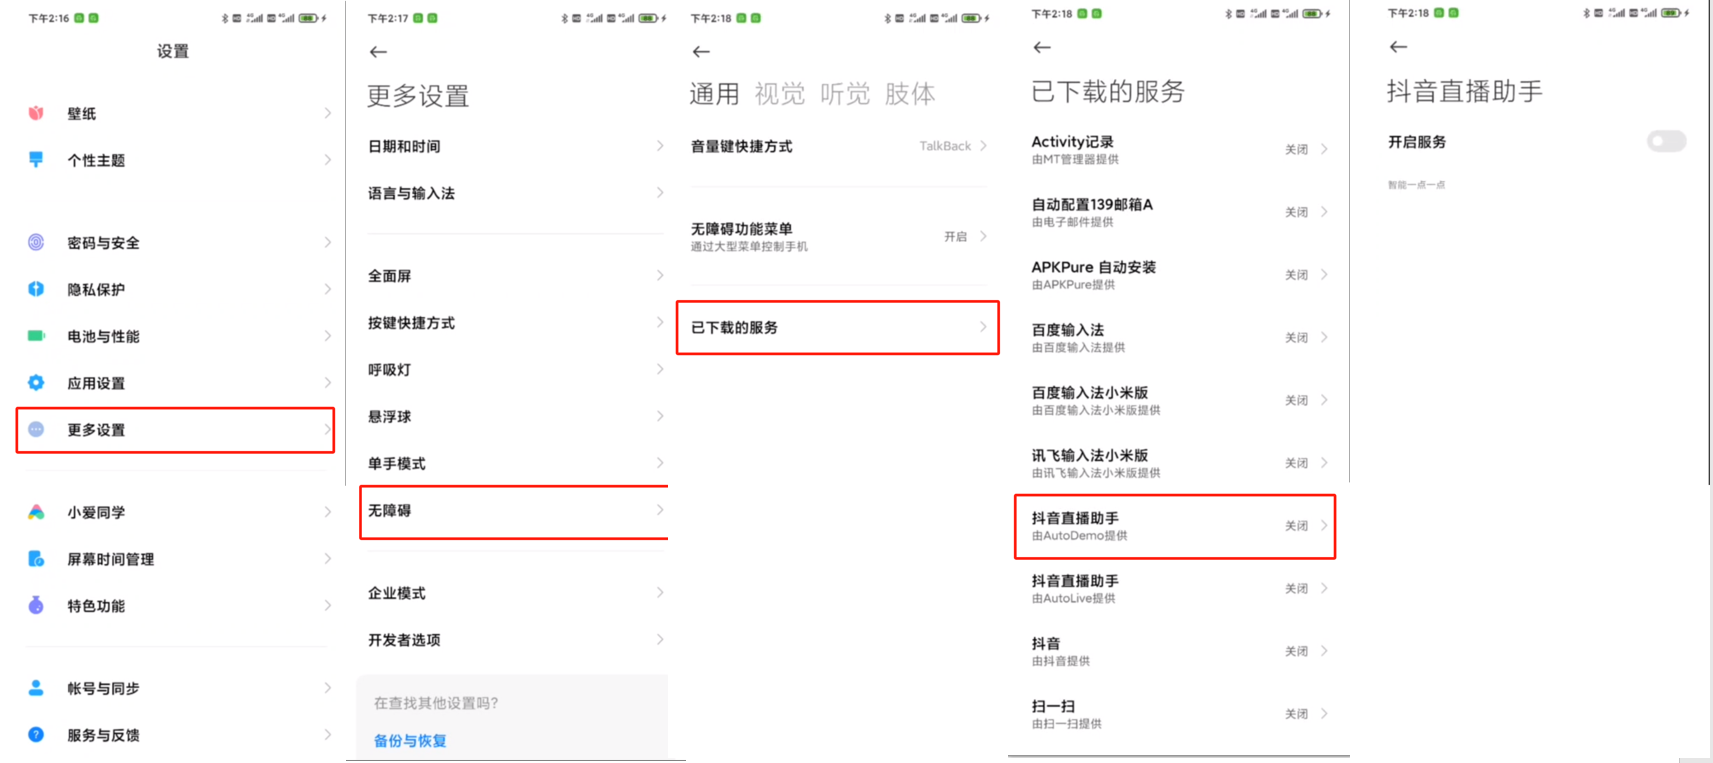 下午2:16
设置
壁纸
个性主题
密码与安全
隐私保护
电池与性能
应用设置
更多设置
小爱同学
屏幕时间管理
特色功能
帐号与同步
服务与反馈
下午2:17
更多设置
日期和时间
语言与输入法
全面屏
按键快捷方式
呼吸灯
悬浮球
单手模式
无障碍
企业模式
开发者选项
在查找其他设置吗?
备份与恢复
下午2:18
通用 视觉 听觉 肢体
音量键快捷方式 TalkBack
无障碍功能菜单
通过大型菜单控制手机
开启
已下载的服务
下午2:18
已下载的服务
Activity记录
由MT管理器提供
关闭
自动配置139邮箱A
由电子邮件提供
关闭
APKPure 自动安装
由APKPure提供
关闭
百度输入法
由百度输入法提供
关闭
百度输入法小米版
由百度输入法小米版提供
关闭
讯飞输入法小米版
由讯飞输入法小米版提供
关闭
抖音直播助手
由AutoDemo提供
关闭
抖音直播助手
由AutoLive提供
关闭
抖音
由抖音提供
关闭
扫一扫
由扫一扫提供
关闭
下午2:18
抖音直播助手
开启服务
智能一点一点